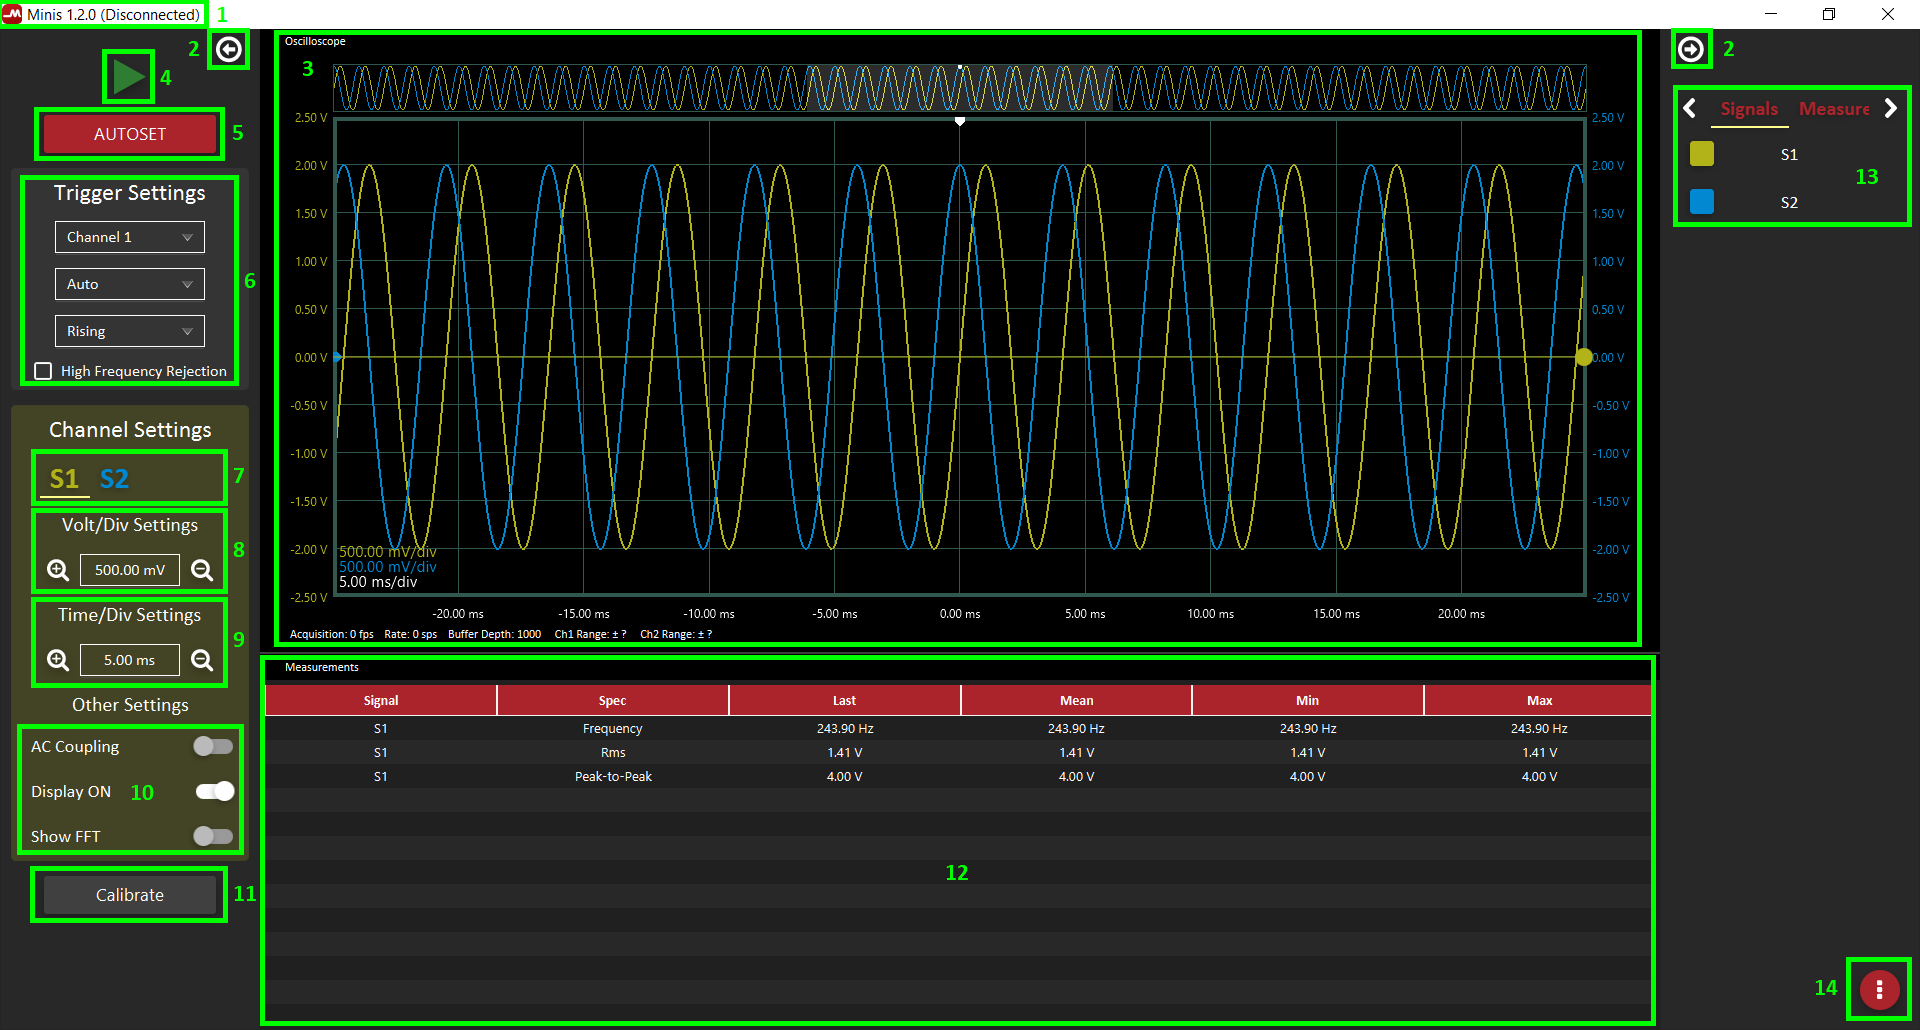 Minis 1.2.0 (Disconnected)
1
2
4
AUTOSET
5
Trigger Settings
Channel 1
Auto
6
Rising
High Frequency Rejection
Channel Settings
S1 S2
7
Volt/Div Settings
8
500.00 mV
Time/Div Settings
9
5.00 ms
Other Settings
AC Coupling
Display ON
10
Show FFT
Calibrate
11
Oscilloscope
3
2.50 V
2.00 V
1.50 V
1.00 V
0.50 V
0.00 V
-0.50 V
-1.00 V
-1.50 V
-2.00 V
-2.50 V
500.00 mV/div
500.00 mV/div
5.00 ms/div
2.50 V
2.00 V
1.50 V
1.00 V
0.50 V
0.00 V
-0.50 V
-1.00 V
-1.50 V
-2.00 V
-2.50 V
-20.00 ms -15.00 ms -10.00 ms -5.00 ms 0.00 ms 5.00 ms 10.00 ms 15.00 ms 20.00 ms
Acquisition: 0 fps Rate: 0 sps Buffer Depth: 1000 Ch1 Range: ± ? Ch2 Range: ± ?
Measurements
Signal Spec Last Mean Min Max
S1 Frequency 243.90 Hz 243.90 Hz 243.90 Hz 243.90 Hz
S1 Rms 1.41 V 1.41 V 1.41 V 1.41 V
S1 Peak-to-Peak 4.00 V 4.00 V 4.00 V 4.00 V
12
2
Signals Measure
S1
13
S2
14